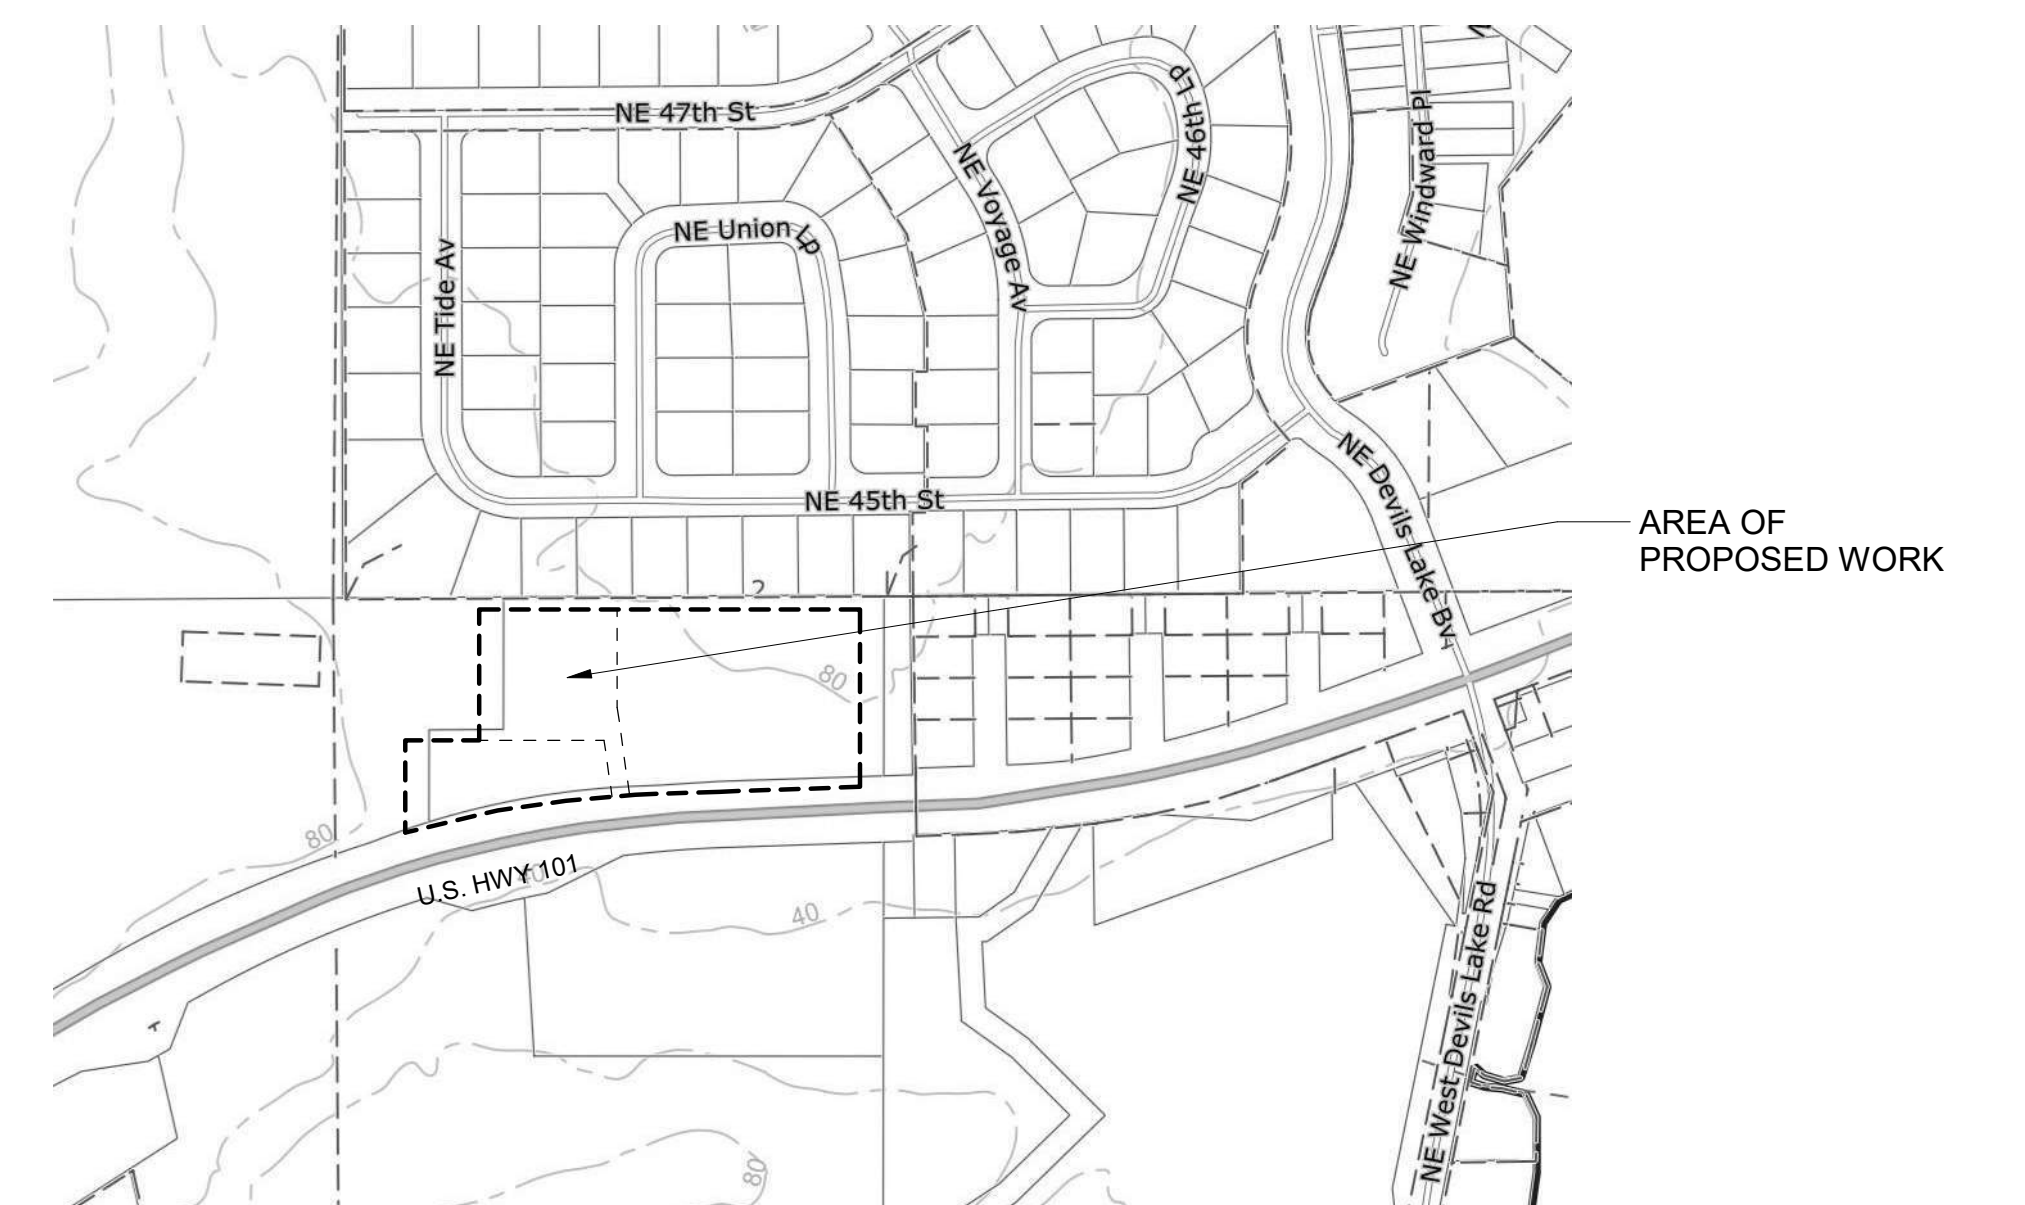 NE 47th St
NE 46th Lp
NE Windward Pl
NE Voyage Av
NE Union Lp
NE Tide Av
NE 45th St
NE Devils Lake Bv
AREA OF
PROPOSED WORK
2
80
80
U.S. HWY 101
40
40
NE West Devils Lake Rd
80